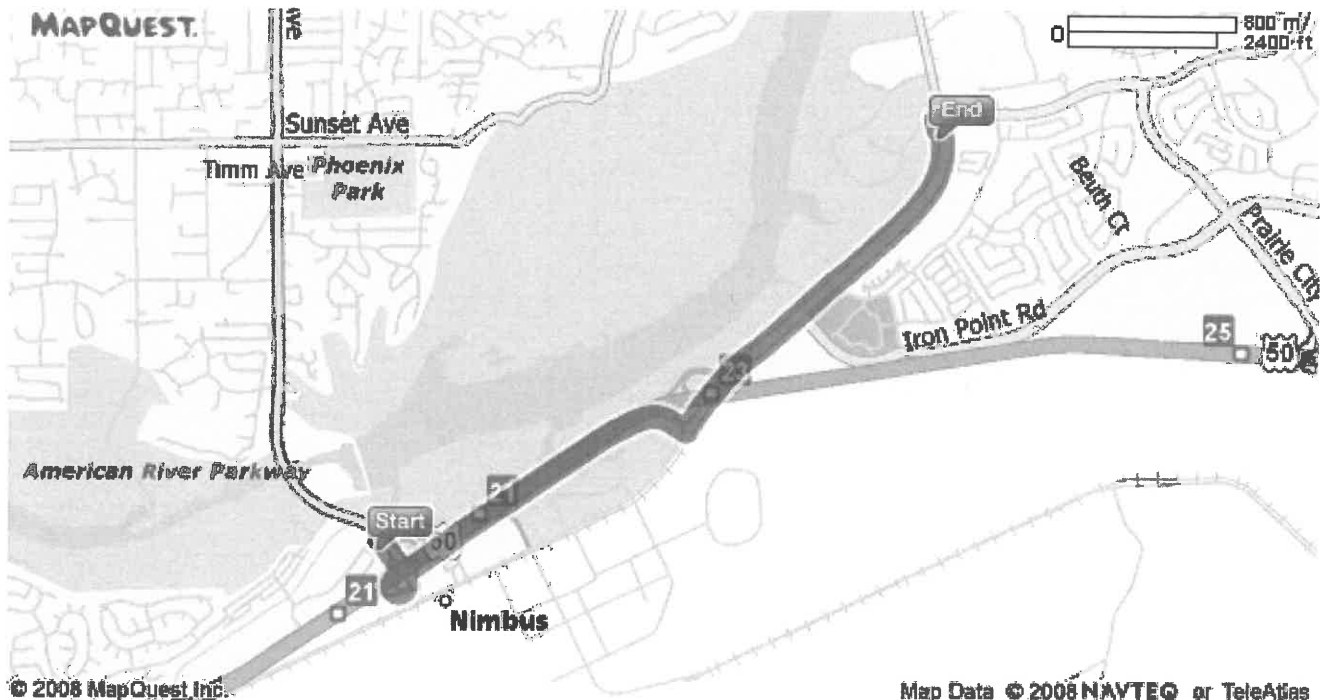 MAPQUEST.
Ave
0
800 m
2400 ft
Sunset Ave
Timm Ave
Phoenix
Park
End
Beuth Ct
Prairie City
Iron Point Rd
25
50
23
American River Parkway
21
Start
50
21
Nimbus
© 2008 MapQuest Inc.
Map Data © 2008 NAVTEQ or TeleAtlas